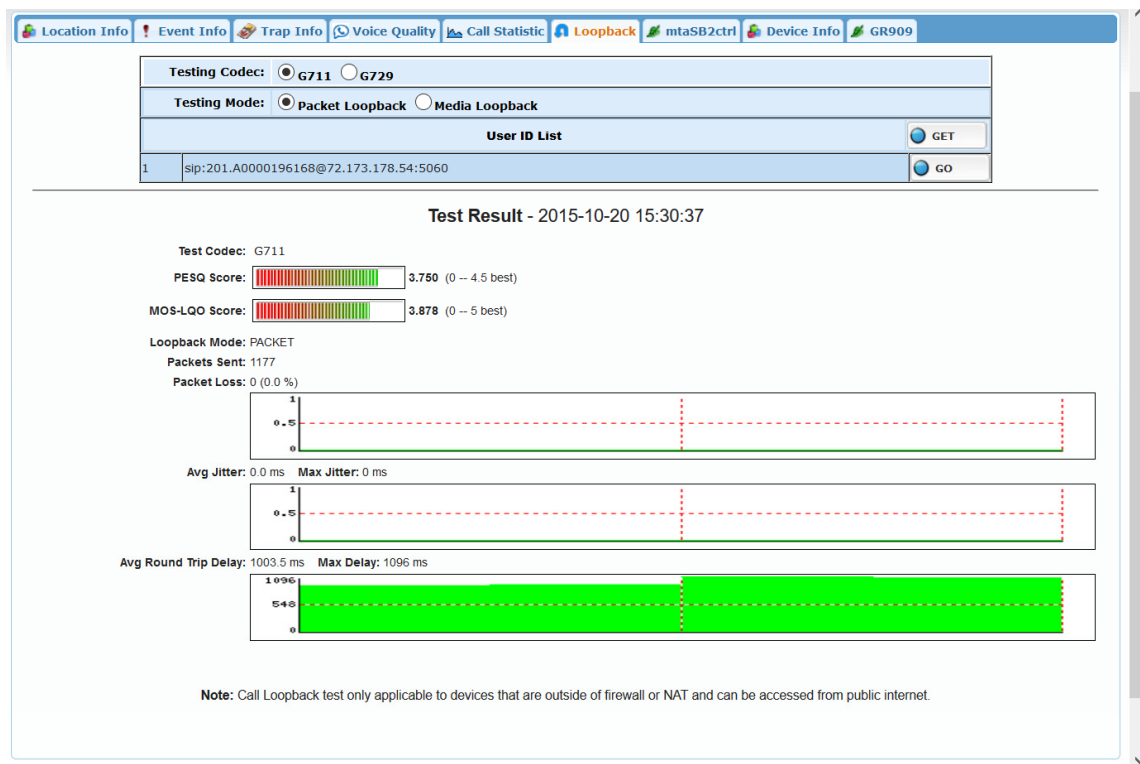 Location Info Event Info Trap Info Voice Quality Call Statistic Loopback mtaSB2ctrl Device Info GR909
Testing Codec: G711 G729
Testing Mode: Packet Loopback Media Loopback
User ID List GET
1 sip:201.A0000196168@72.173.178.54:5060 GO
Test Result - 2015-10-20 15:30:37
Test Codec: G711
PESQ Score: 3.750 (0 -- 4.5 best)
MOS-LQO Score: 3.878 (0 -- 5 best)
Loopback Mode: PACKET
Packets Sent: 1177
Packet Loss: 0 (0.0 %)
1
0.5
0
Avg Jitter: 0.0 ms Max Jitter: 0 ms
1
0.5
0
Avg Round Trip Delay: 1003.5 ms Max Delay: 1096 ms
1096
548
0
Note: Call Loopback test only applicable to devices that are outside of firewall or NAT and can be accessed from public internet.